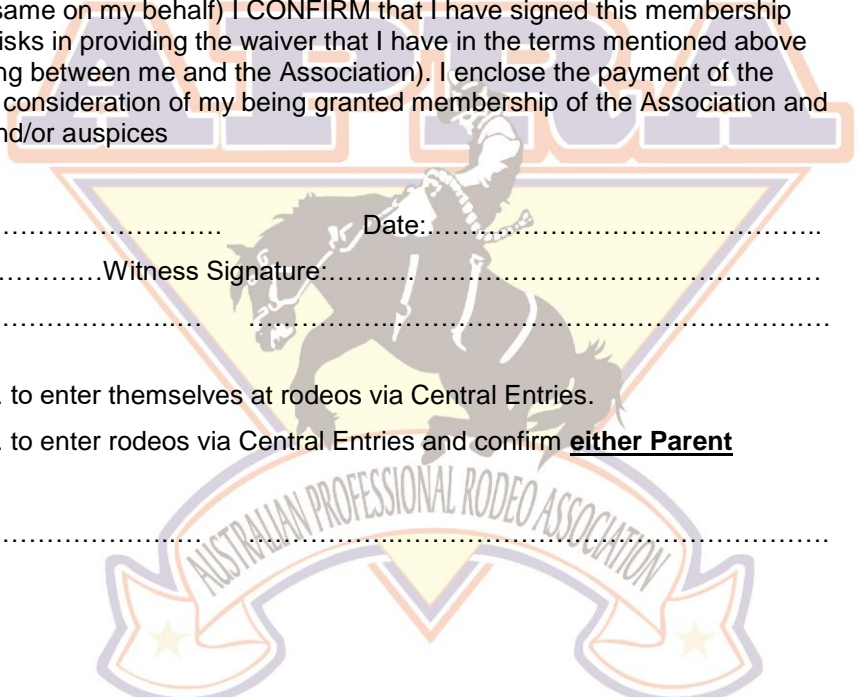 same on my behalf) I CONFIRM that I have signed this membership
isks in providing the waiver that I have in the terms mentioned above
ng between me and the Association). I enclose the payment of the
consideration of my being granted membership of the Association and
nd/or auspices
APRA
………………………. Date:………………………………………..
…………Witness Signature:………. ………………………………………
…………………..…. ……………..……………………………………………
. to enter themselves at rodeos via Central Entries.
. to enter rodeos via Central Entries and confirm either Parent
AUSTRALIAN PROFESSIONAL RODEO ASSOCIATION
…………………..…. ……………………………………………………………